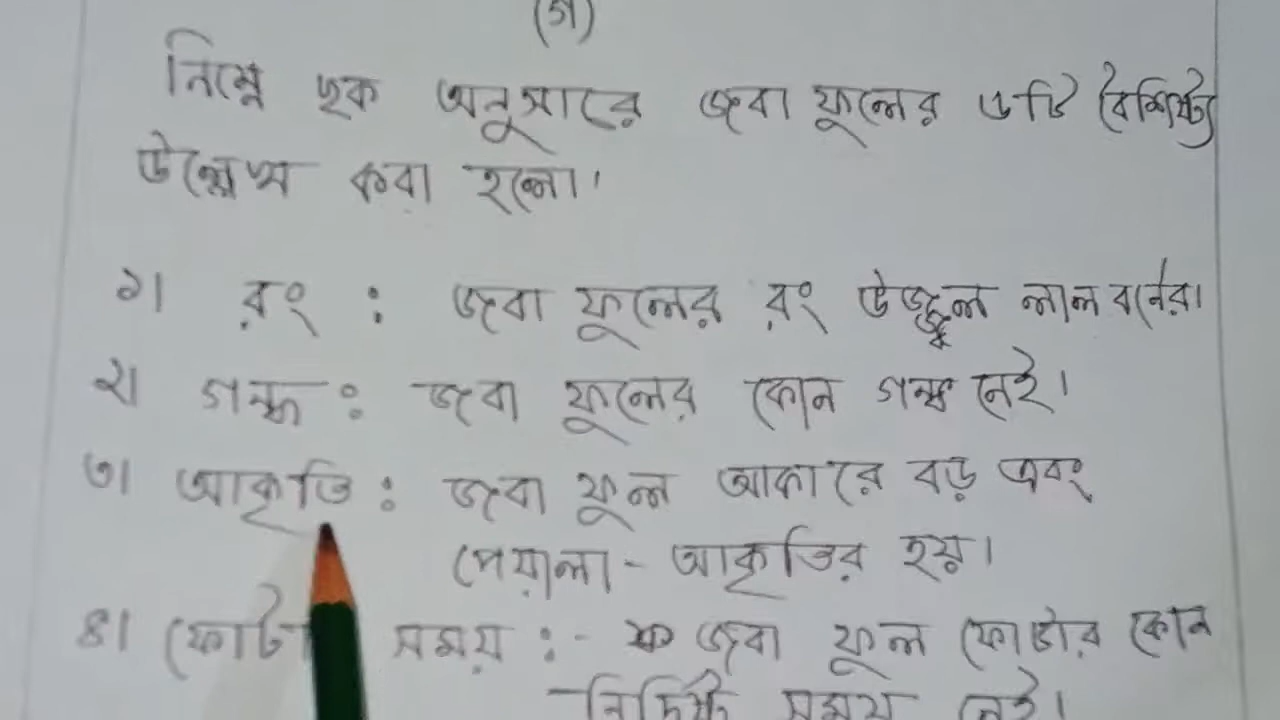 (গ)
নিম্নে ছক অনুসারে জবা ফুলের ৬টি বৈশিষ্ট্য
উল্লেখ করা হলো।
১। রং : জবা ফুলের রং উজ্জ্বল লাল বর্নের।
২। গন্ধ : জবা ফুলের কোন গন্ধ নেই।
৩। আকৃতি : জবা ফুল আকারে বড় এবং
পেয়ালা - আকৃতির হয়।
৪। ফোটা সময় :- জবা ফুল ফোটার কোন
নির্দিষ্ট সময় নেই।